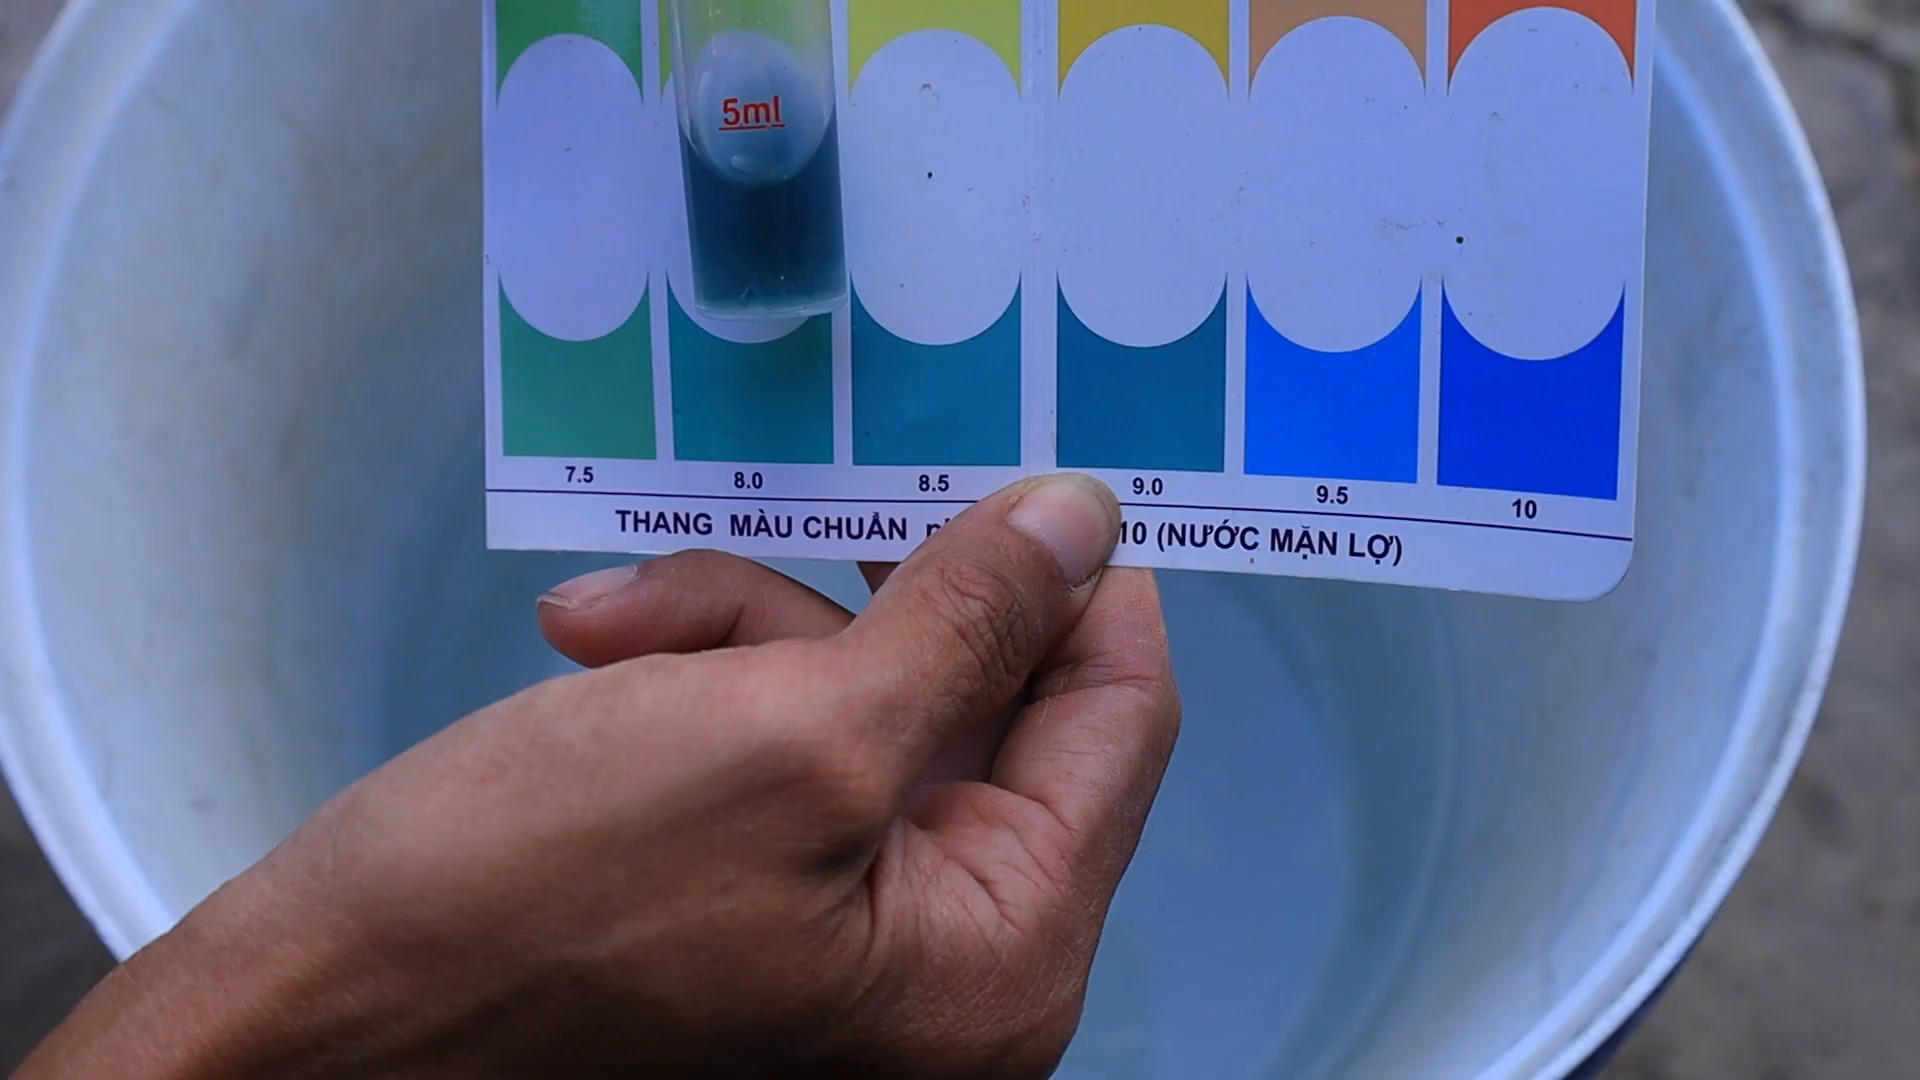 5ml
7.5 8.0 8.5 9.0 9.5 10
THANG MÀU CHUẨN 10 (NƯỚC MẶN LỢ)